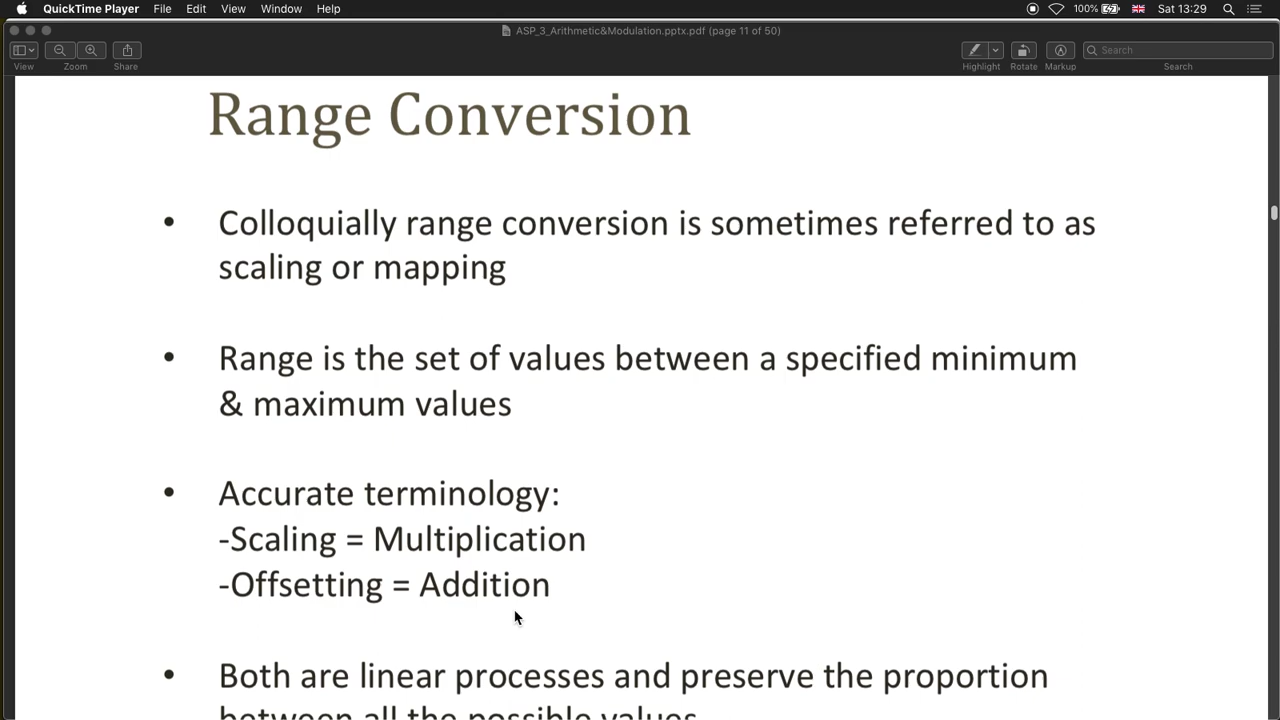 QuickTime Player File Edit View Window Help 100% Sat 13:29
ASP_3_Arithmetic&Modulation.pptx.pdf (page 11 of 50)
Search
View Zoom Share Highlight Rotate Markup Search
Range Conversion
• Colloquially range conversion is sometimes referred to as
scaling or mapping
• Range is the set of values between a specified minimum
& maximum values
• Accurate terminology:
-Scaling = Multiplication
-Offsetting = Addition
• Both are linear processes and preserve the proportion
between all the possible values